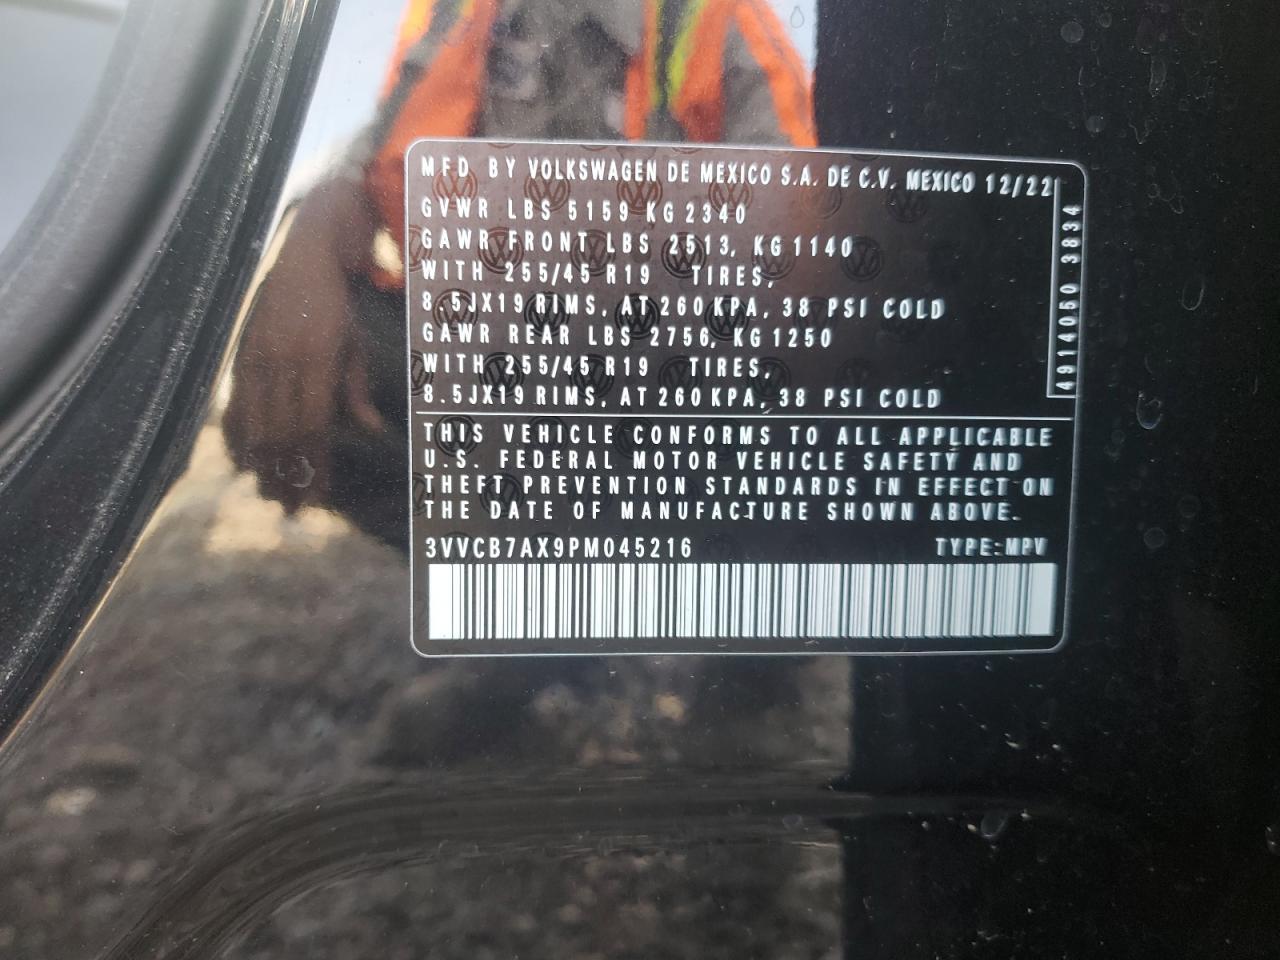 MFD BY VOLKSWAGEN DE MEXICO S.A. DE C.V. MEXICO 12/22
GVWR LBS 5159 KG 2340
GAWR FRONT LBS 2513, KG 1140
WITH 255/45 R19 TIRES,
8.5JX19 RIMS, AT 260 KPA, 38 PSI COLD
GAWR REAR LBS 2756, KG 1250
WITH 255/45 R19 TIRES,
8.5JX19 RIMS, AT 260 KPA, 38 PSI COLD
4914050 3834
THIS VEHICLE CONFORMS TO ALL APPLICABLE
U.S. FEDERAL MOTOR VEHICLE SAFETY AND
THEFT PREVENTION STANDARDS IN EFFECT ON
THE DATE OF MANUFACTURE SHOWN ABOVE.
3VVCB7AX9PM045216 TYPE:MPV